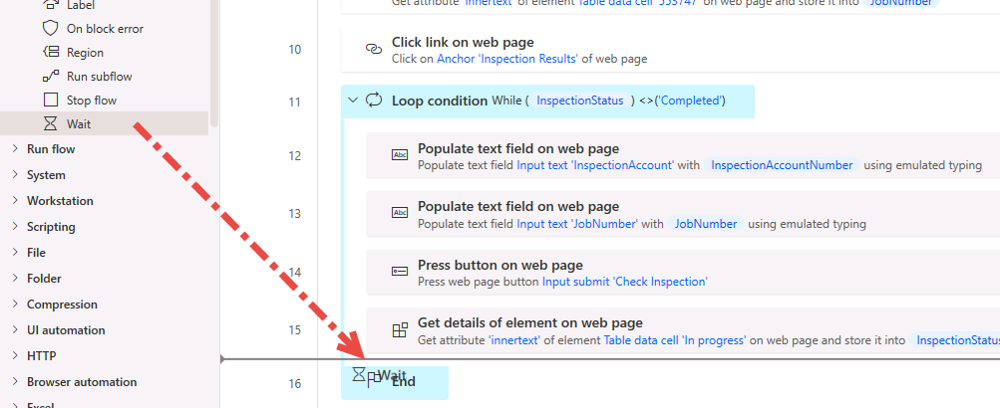 Label
On block error
Region
Run subflow
Stop flow
Wait
Run flow
System
Workstation
Scripting
File
Folder
Compression
UI automation
HTTP
Browser automation
Excel
Get attribute 'innertext' of element Table data cell '553747' on web page and store it into JobNumber
10
Click link on web page
Click on Anchor 'Inspection Results' of web page
11
Loop condition While ( InspectionStatus ) <>('Completed')
12
Abc
Populate text field on web page
Populate text field Input text 'InspectionAccount' with InspectionAccountNumber using emulated typing
13
Abc
Populate text field on web page
Populate text field Input text 'JobNumber' with JobNumber using emulated typing
14
Press button on web page
Press web page button Input submit 'Check Inspection'
15
Get details of element on web page
Get attribute 'innertext' of element Table data cell 'In progress' on web page and store it into InspectionStatus
16
Wait
End